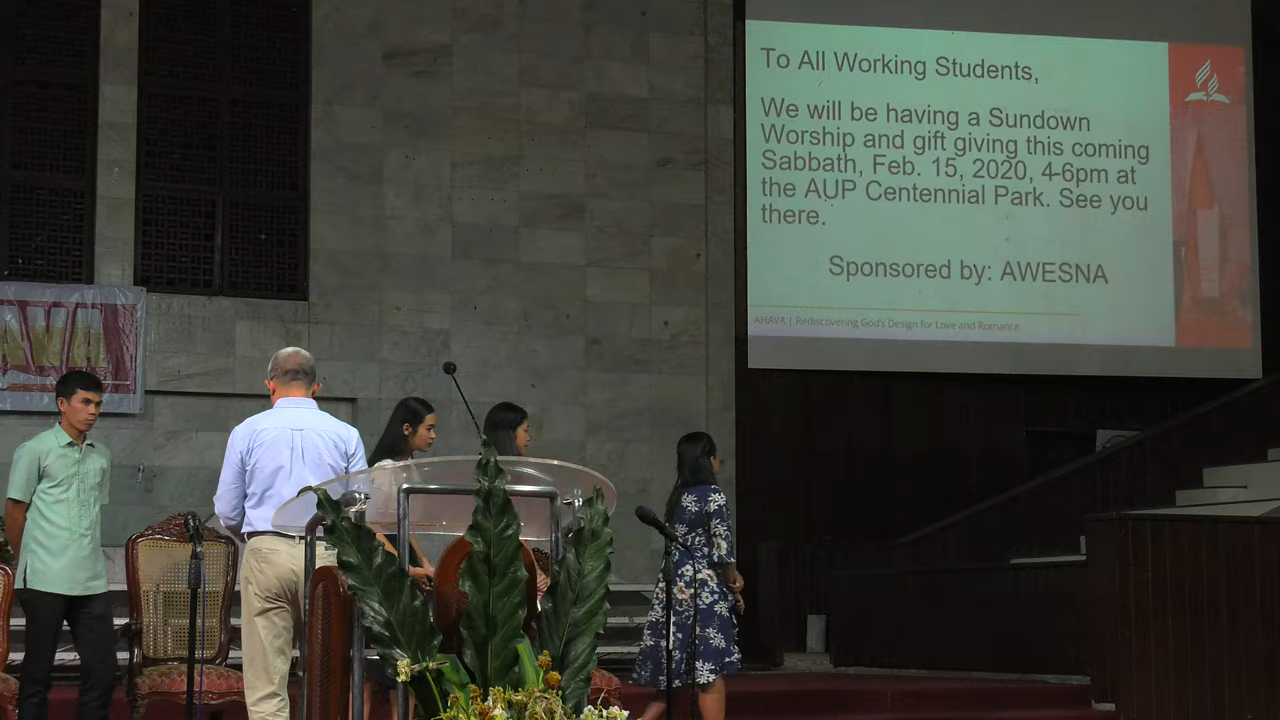 To All Working Students,
We will be having a Sundown
Worship and gift giving this coming
Sabbath, Feb. 15, 2020, 4-6pm at
the AUP Centennial Park. See you
there.
Sponsored by: AWESNA
AHAVA | Rediscovering God's Design for Love and Romance